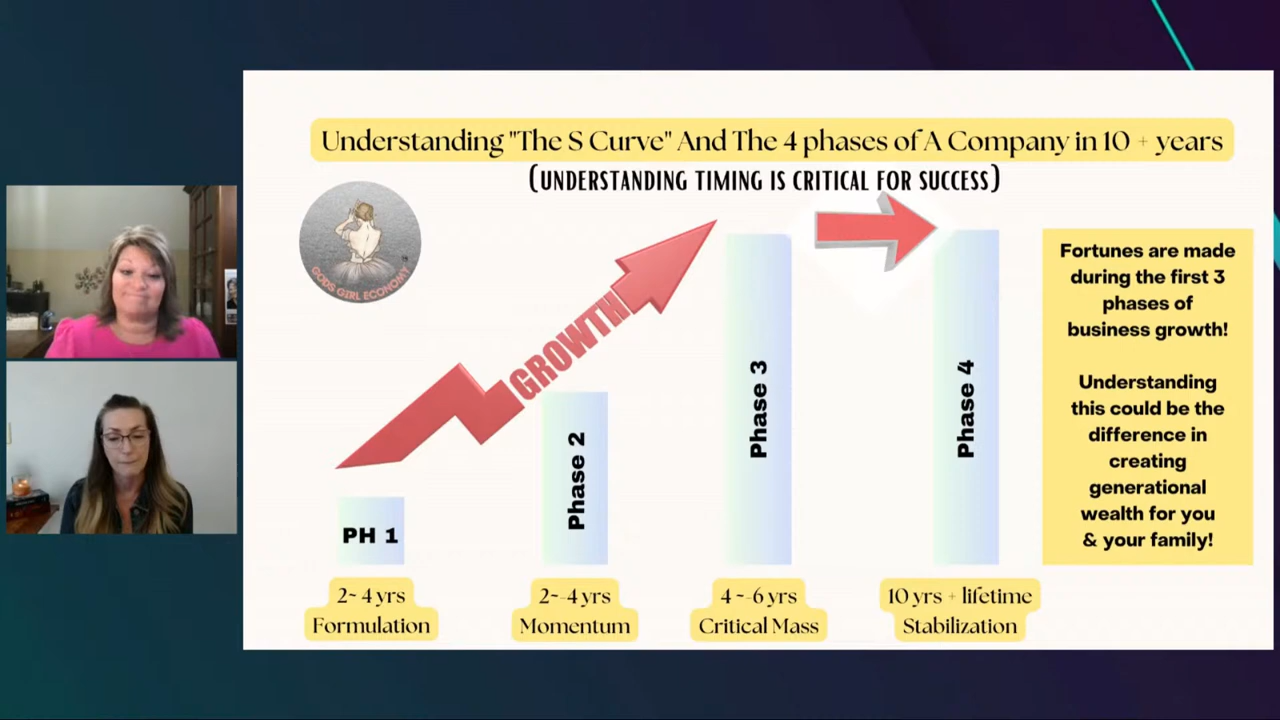 Understanding "The S Curve" And The 4 phases of A Company in 10 + years
(UNDERSTANDING TIMING IS CRITICAL FOR SUCCESS)
GODS GIRL ECONOMY
GROWTH
PH 1
Phase 2
Phase 3
Phase 4
2~ 4 yrs
Formulation
2~-4 yrs
Momentum
4 ~-6 yrs
Critical Mass
10 yrs + lifetime
Stabilization
Fortunes are made
during the first 3
phases of
business growth!
Understanding
this could be the
difference in
creating
generational
wealth for you
& your family!